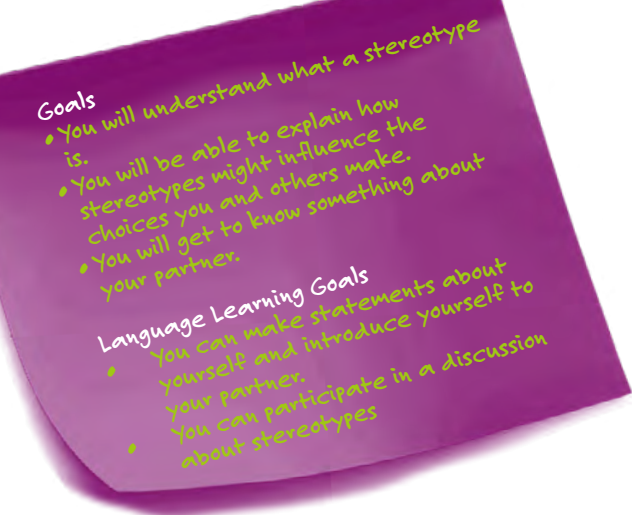 Goals
• You will understand what a stereotype
is.
• You will be able to explain how
stereotypes might influence the
choices you and others make.
• You will get to know something about
your partner.
Language Learning Goals
• You can make statements about
yourself and introduce yourself to
your partner.
• You can participate in a discussion
about stereotypes